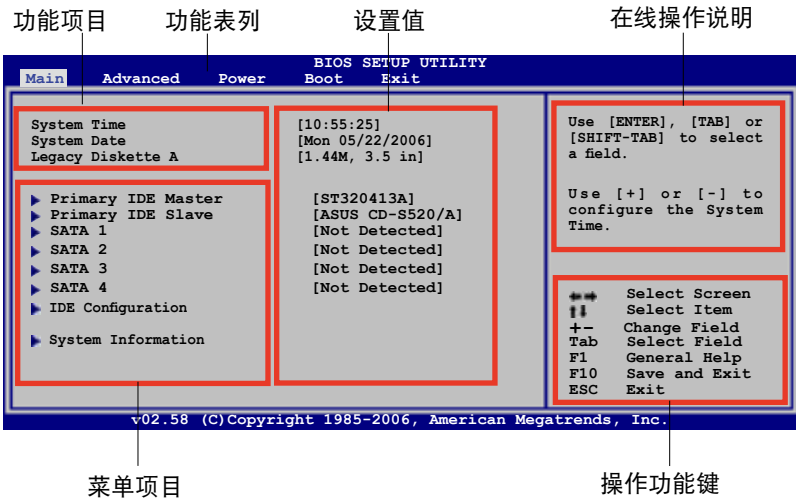 功能项目 功能表列 设置值 在线操作说明
BIOS SETUP UTILITY
Main Advanced Power Boot Exit
System Time [10:55:25]
System Date [Mon 05/22/2006]
Legacy Diskette A [1.44M, 3.5 in]
Primary IDE Master [ST320413A]
Primary IDE Slave [ASUS CD-S520/A]
SATA 1 [Not Detected]
SATA 2 [Not Detected]
SATA 3 [Not Detected]
SATA 4 [Not Detected]
IDE Configuration
System Information
Use [ENTER], [TAB] or
[SHIFT-TAB] to select
a field.
Use [+] or [-] to
configure the System
Time.
←→ Select Screen
↑↓ Select Item
+- Change Field
Tab Select Field
F1 General Help
F10 Save and Exit
ESC Exit
v02.58 (C)Copyright 1985-2006, American Megatrends, Inc.
菜单项目 操作功能键